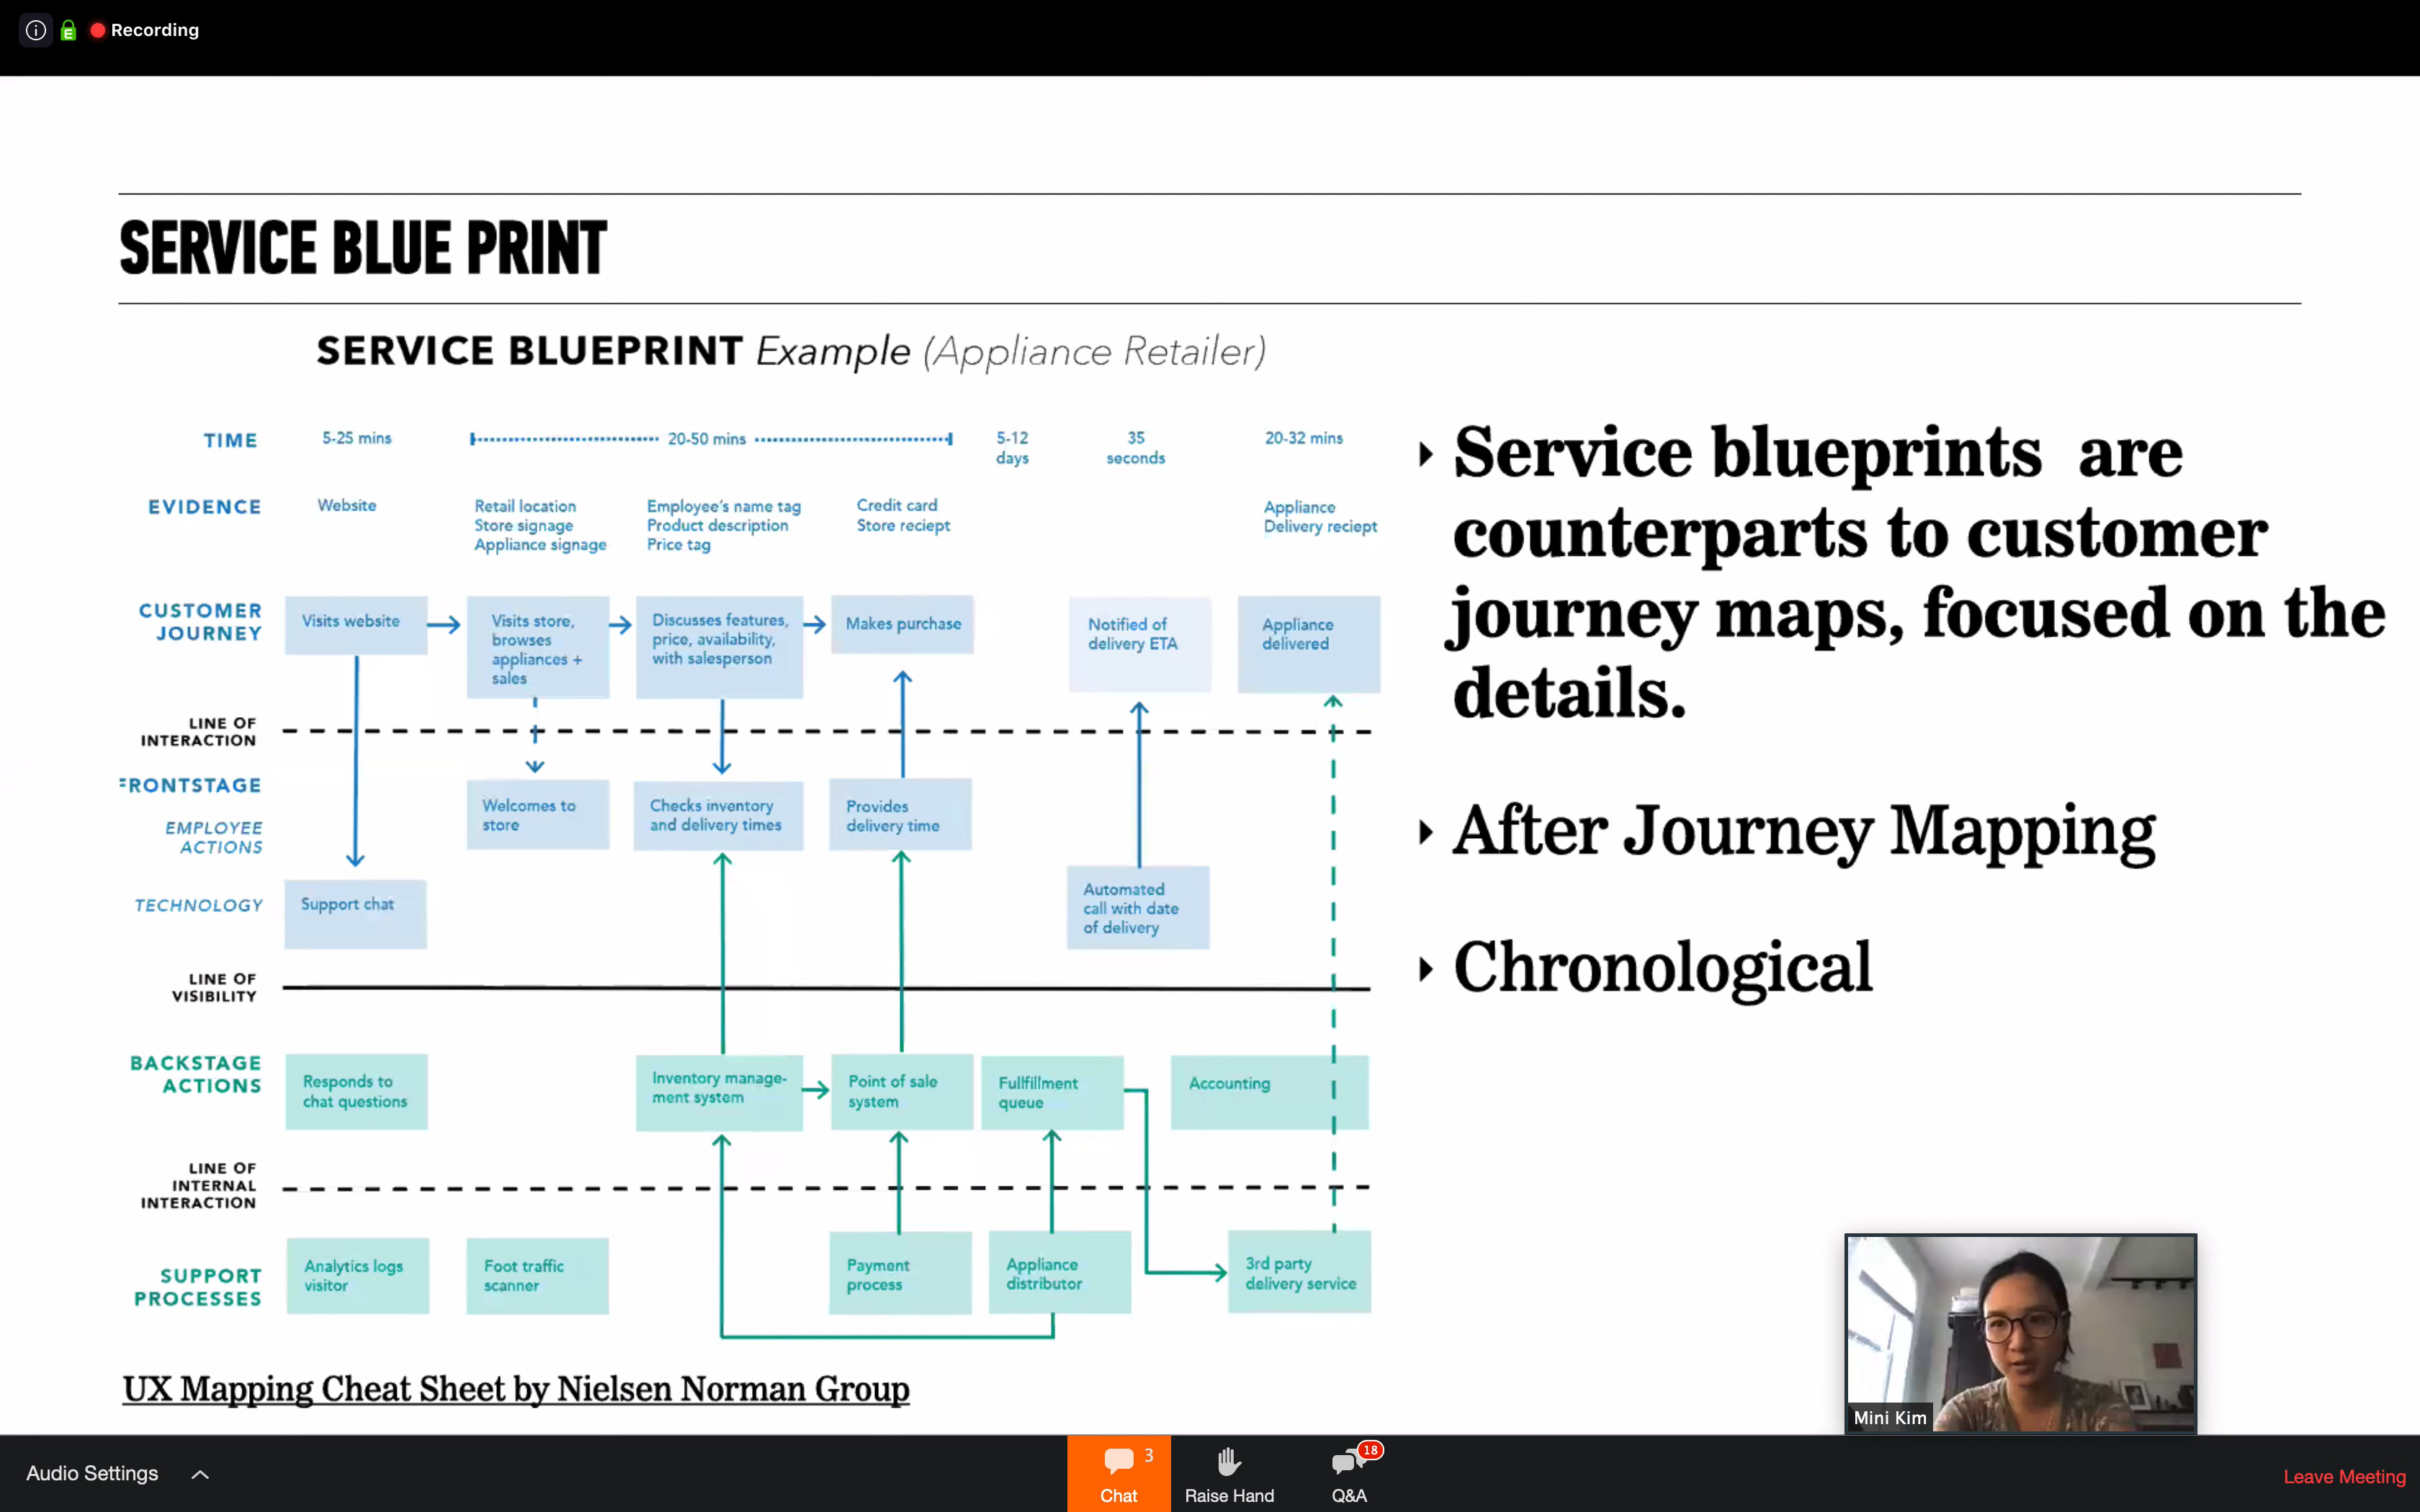 Recording
SERVICE BLUE PRINT
SERVICE BLUEPRINT Example (Appliance Retailer)
TIME
5-25 mins
20-50 mins
5-12
days
35
seconds
20-32 mins
EVIDENCE
Website
Retail location
Store signage
Appliance signage
Employee's name tag
Product description
Price tag
Credit card
Store reciept
Appliance
Delivery reciept
CUSTOMER
JOURNEY
Visits website
Visits store,
browses
appliances +
sales
Discusses features,
price, availability,
with salesperson
Makes purchase
Notified of
delivery ETA
Appliance
delivered
LINE OF
INTERACTION
FRONTSTAGE
EMPLOYEE
ACTIONS
Welcomes to
store
Checks inventory
and delivery times
Provides
delivery time
TECHNOLOGY
Support chat
Automated
call with date
of delivery
LINE OF
VISIBILITY
BACKSTAGE
ACTIONS
Responds to
chat questions
Inventory manage-
ment system
Point of sale
system
Fullfillment
queue
Accounting
LINE OF
INTERNAL
INTERACTION
SUPPORT
PROCESSES
Analytics logs
visitor
Foot traffic
scanner
Payment
process
Appliance
distributor
3rd party
delivery service
UX Mapping Cheat Sheet by Nielsen Norman Group
Service blueprints are
counterparts to customer
journey maps, focused on the
details.
After Journey Mapping
Chronological
Mini Kim
Audio Settings
3
Chat
Raise Hand
18
Q&A
Leave Meeting